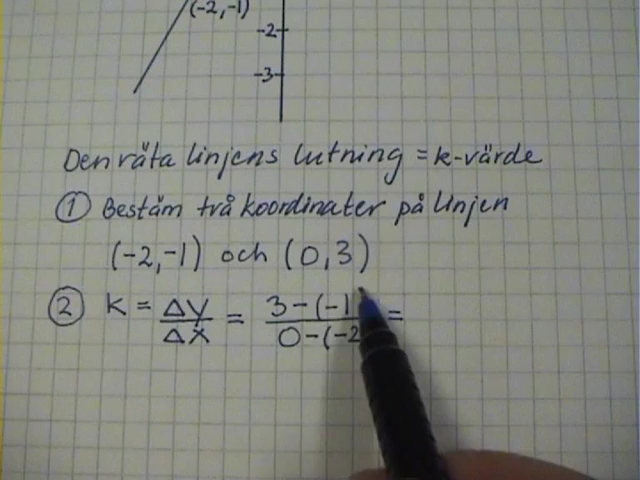 (-2,-1)
-2
-3
Den räta linjens lutning = k-värde
① Bestäm två koordinater på linjen
(-2,-1) och (0,3)
② K = ΔY/ΔX = 3-(-1/0-(-2 =